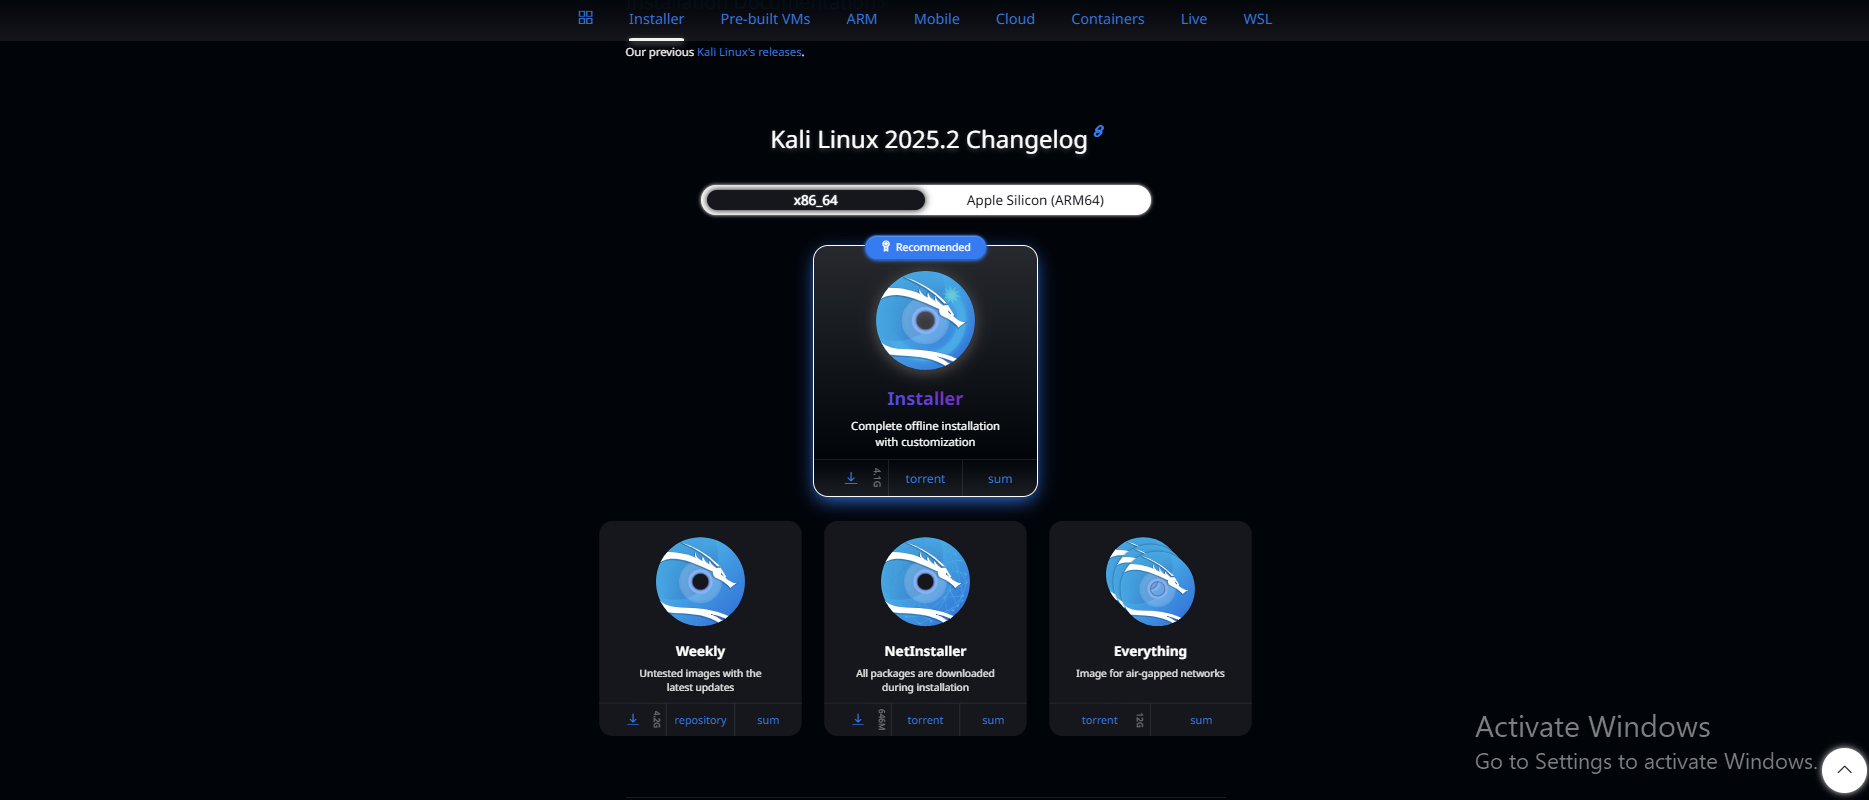 Installation Documentation
Installer Pre-built VMs ARM Mobile Cloud Containers Live WSL
Our previous Kali Linux's releases.
Kali Linux 2025.2 Changelog
x86_64 Apple Silicon (ARM64)
Recommended
Installer
Complete offline installation
with customization
4.1G torrent sum
Weekly
Untested images with the
latest updates
4.2G repository sum
NetInstaller
All packages are downloaded
during installation
646M torrent sum
Everything
Image for air-gapped networks
torrent 12G sum
Activate Windows
Go to Settings to activate Windows.